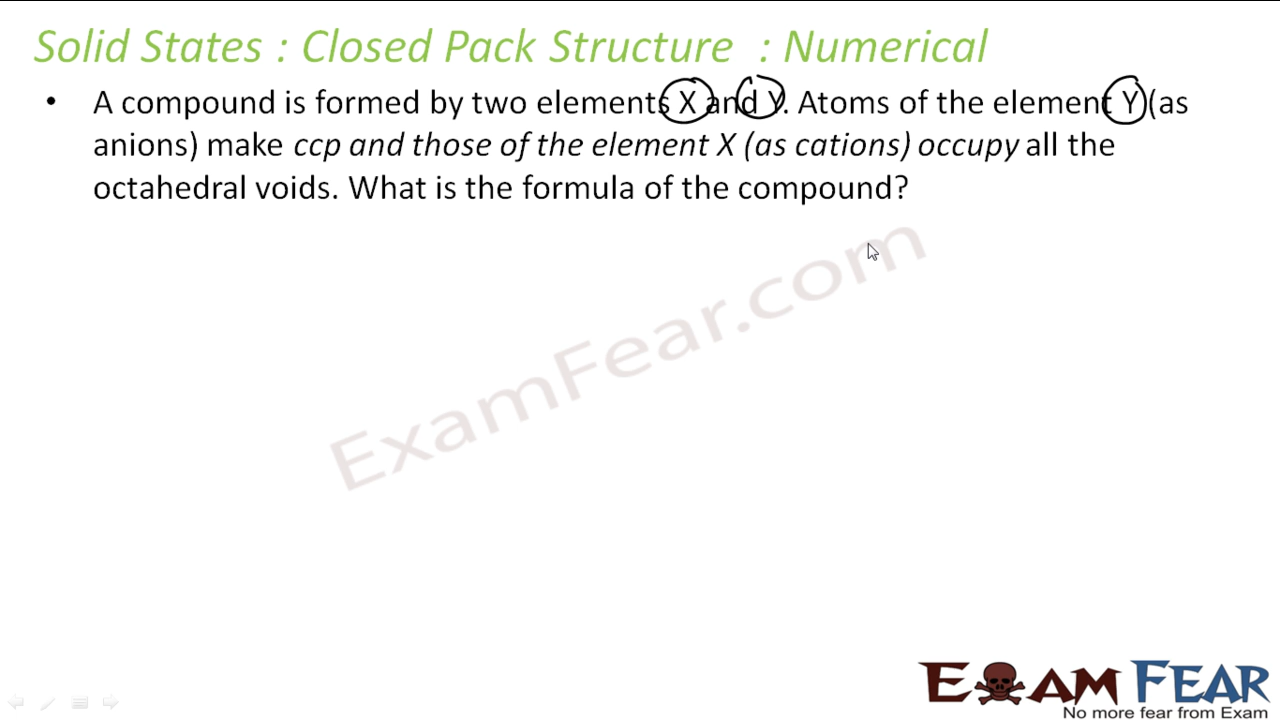 Solid States : Closed Pack Structure : Numerical
• A compound is formed by two elements X and Y. Atoms of the element Y (as
anions) make ccp and those of the element X (as cations) occupy all the
octahedral voids. What is the formula of the compound?
ExamFear.com
EXAM FEAR
No more fear from Exam